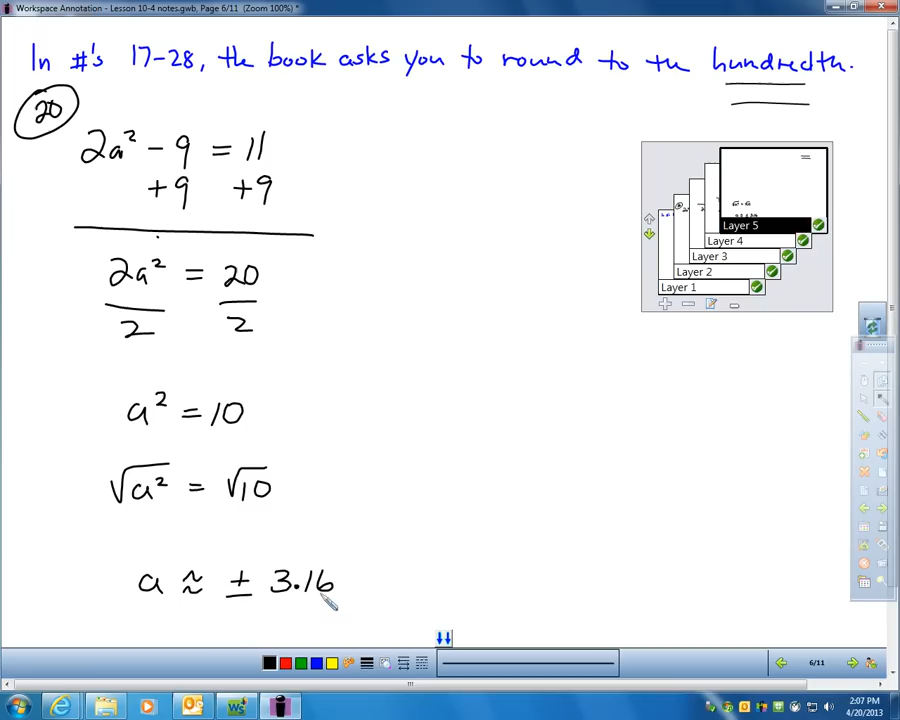 Workspace Annotation - Lesson 10-4 notes.gwb, Page 6/11 (Zoom 100%) *
In #'s 17-28, the book asks you to round to the hundredth.
20
2a² - 9 = 11
+9 +9
2a² = 20
2 2
a² = 10
√a² = √10
a ≈ ± 3.16
Layer 5
Layer 4
Layer 3
Layer 2
Layer 1
6/11
2:07 PM
4/20/2013